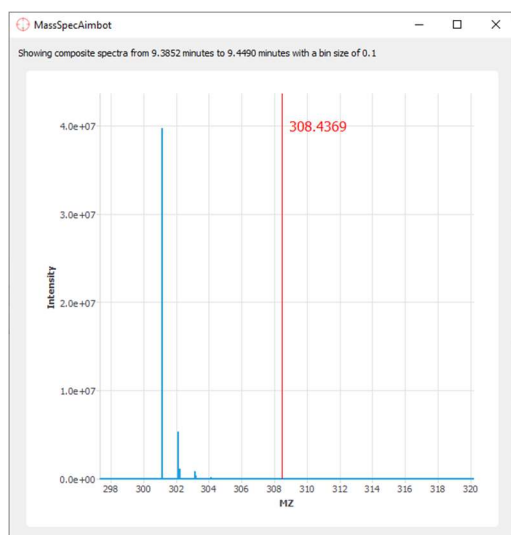 MassSpecAimbot
Showing composite spectra from 9.3852 minutes to 9.4490 minutes with a bin size of 0.1
4.0e+07
308.4369
3.0e+07
Intensity
2.0e+07
1.0e+07
0.0e+00
298 300 302 304 306 308 310 312 314 316 318 320
MZ